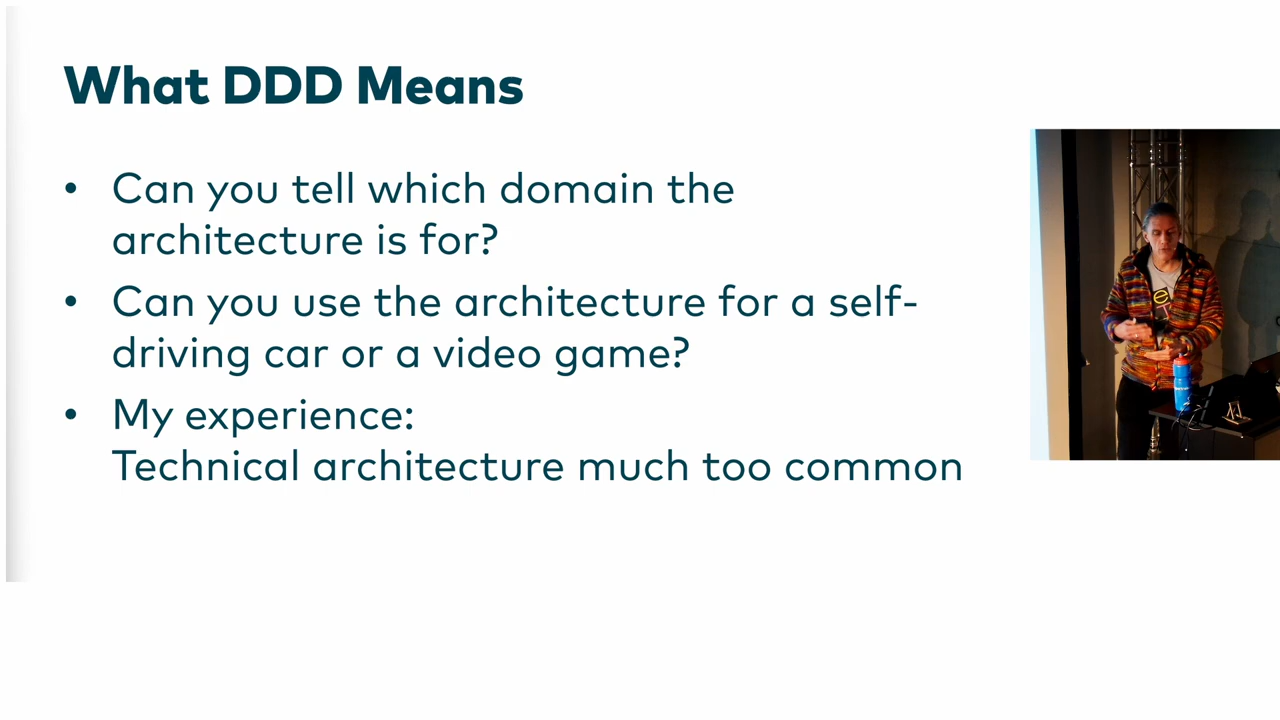 What DDD Means
• Can you tell which domain the
architecture is for?
• Can you use the architecture for a self-
driving car or a video game?
• My experience:
Technical architecture much too common